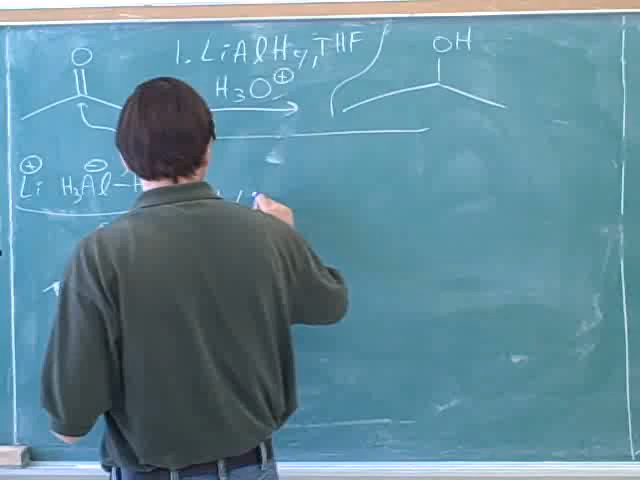 O
1. LiAlH4, THF
H3O⊕
OH
⊕
Li H3Al–H
⊖